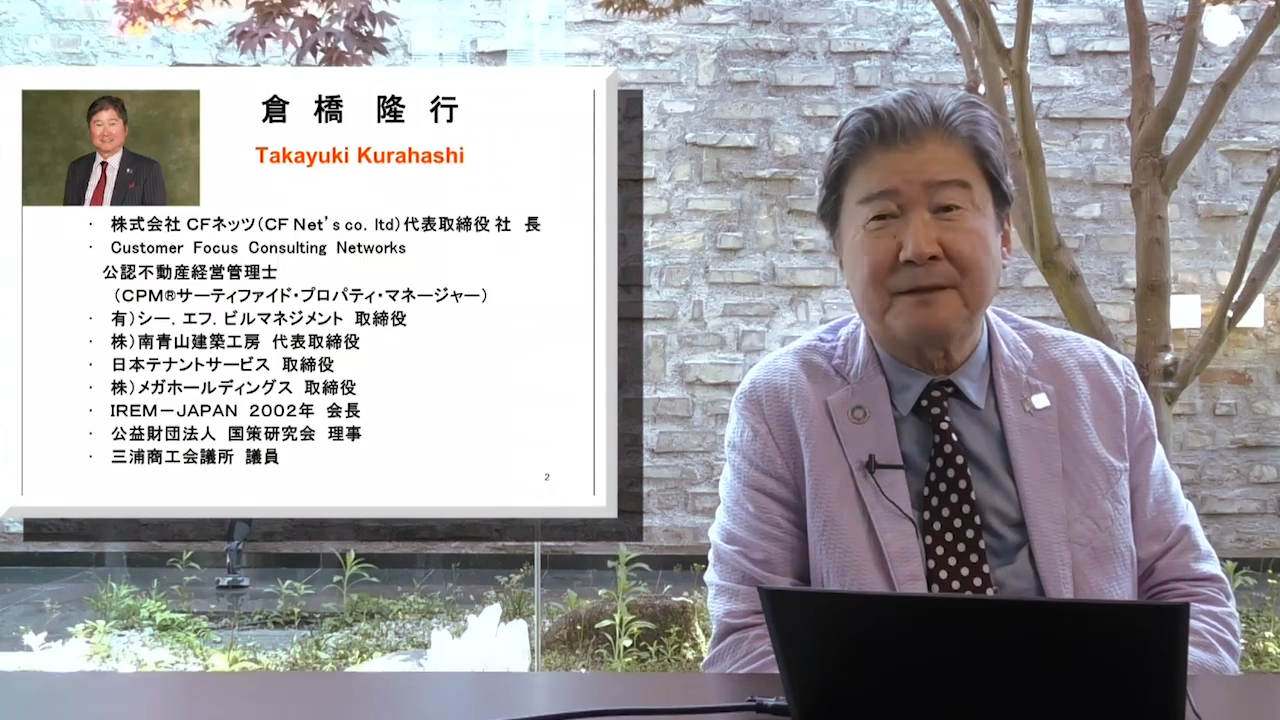 倉 橋 隆 行
Takayuki Kurahashi
・ 株式会社 CFネッツ(CF Net's co. ltd)代表取締役 社 長
・ Customer Focus Consulting Networks
公認不動産経営管理士
(CPM®サーティファイド・プロパティ・マネージャー)
・ 有)シー.エフ.ビルマネジメント 取締役
・ 株)南青山建築工房 代表取締役
・ 日本テナントサービス 取締役
・ 株)メガホールディングス 取締役
・ IREM－JAPAN 2002年 会長
・ 公益財団法人 国策研究会 理事
・ 三浦商工会議所 議員
2